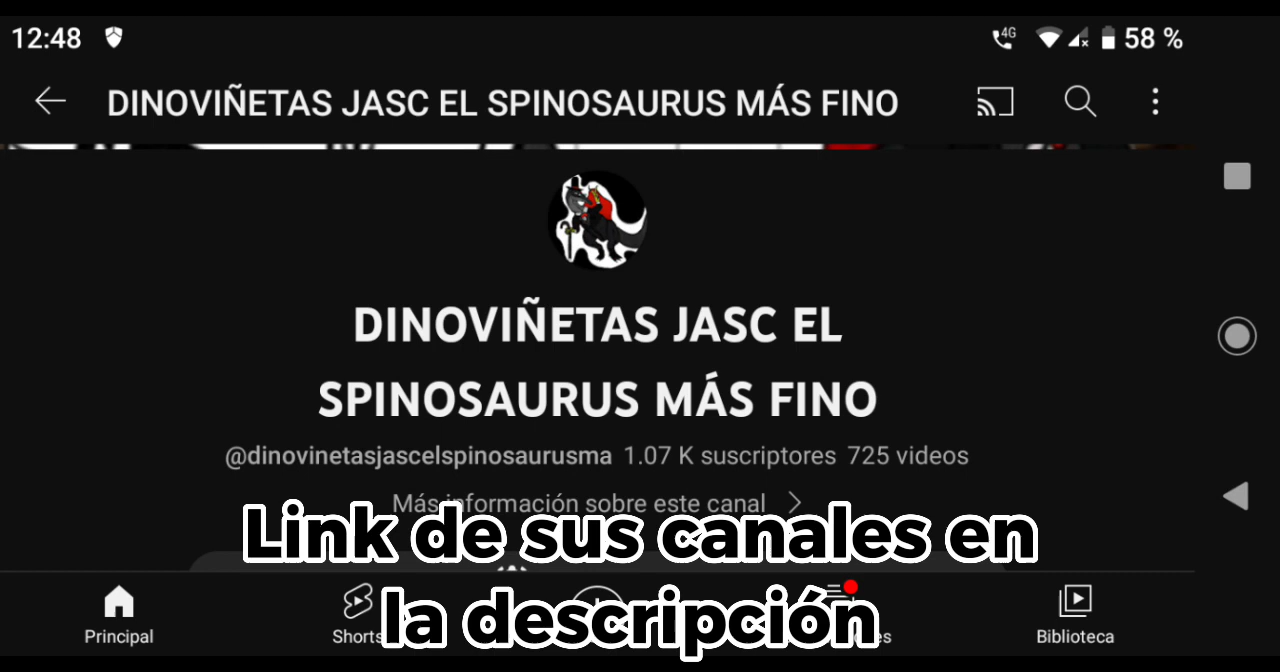 12:48 4G 58 %
DINOVIÑETAS JASC EL SPINOSAURUS MÁS FINO
DINOVIÑETAS JASC EL
SPINOSAURUS MÁS FINO
@dinovinetasjascelspinosaurusma 1.07 K suscriptores 725 videos
Más información sobre este canal
Link de sus canales en
la descripción
Principal Shorts Biblioteca